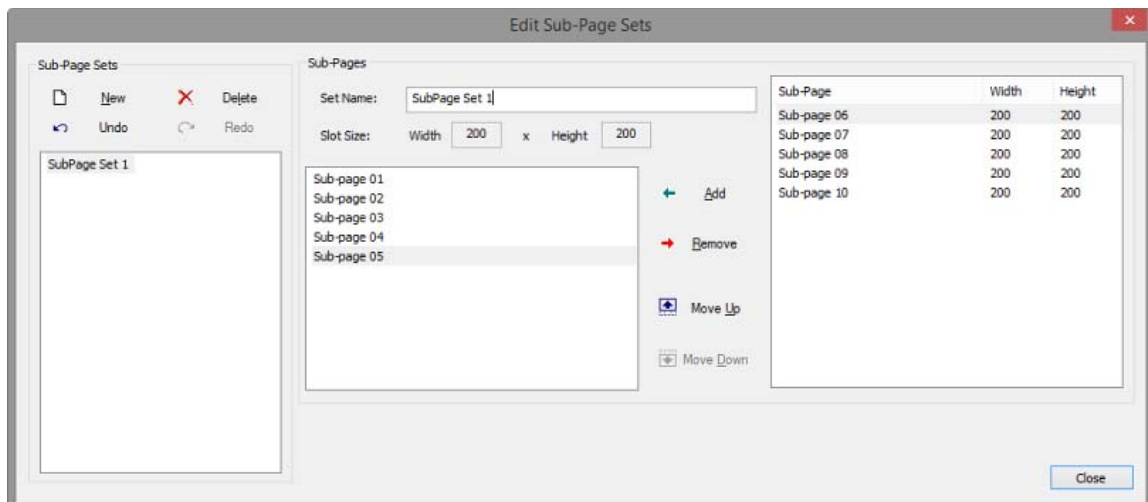 Edit Sub-Page Sets
Sub-Page Sets
New Delete
Undo Redo
SubPage Set 1
Sub-Pages
Set Name: SubPage Set 1
Slot Size: Width 200 x Height 200
Sub-page 01
Sub-page 02
Sub-page 03
Sub-page 04
Sub-page 05
Add
Remove
Move Up
Move Down
Sub-Page Width Height
Sub-page 06 200 200
Sub-page 07 200 200
Sub-page 08 200 200
Sub-page 09 200 200
Sub-page 10 200 200
Close